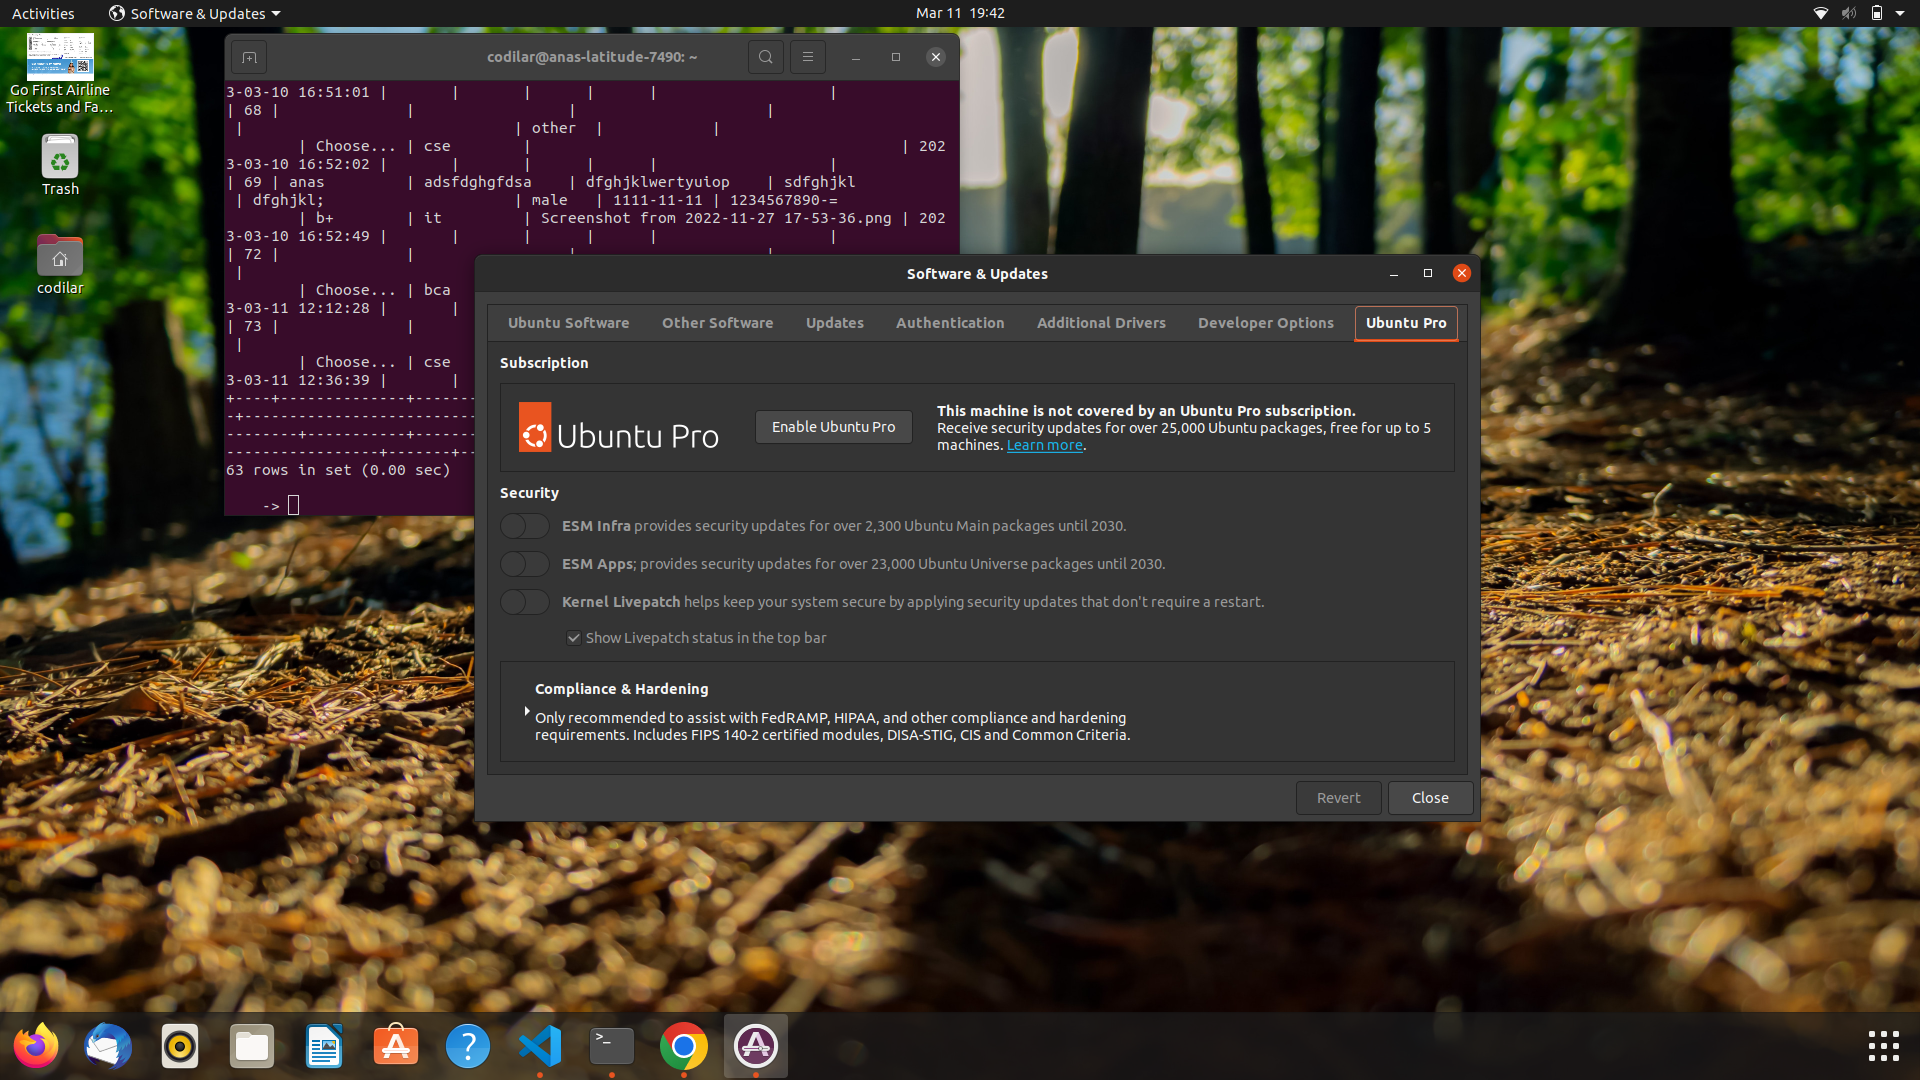 Activities
Software & Updates
Mar 11 19:42
Go First Airline
Tickets and Fa...
Trash
codilar
codilar@anas-latitude-7490: ~
3-03-10 16:51:01 |       |       |      |      |                   |
| 68 |              |                 |                     |
 |                              | other  |            |
        | Choose... | cse        |                                         | 202
3-03-10 16:52:02 |       |       |      |      |                   |
| 69 | anas         | adsfdghgfdsa    | dfghjklwertyuiop    | sdfghjkl
 | dfghjkl;                     | male   | 1111-11-11 | 1234567890-=
        | b+        | it         | Screenshot from 2022-11-27 17-53-36.png | 202
3-03-10 16:52:49 |       |       |      |      |                   |
| 72 |              |                 |                     |
 |
        | Choose... | bca
3-03-11 12:12:28 |       |
| 73 |              |
 |
        | Choose... | cse
3-03-11 12:36:39 |       |
+----+--------------+-------
-+--------------------------
--------+-----------+-------
-----------------+-------+--
63 rows in set (0.00 sec)
->
Software & Updates
Ubuntu Software
Other Software
Updates
Authentication
Additional Drivers
Developer Options
Ubuntu Pro
Subscription
Ubuntu Pro
Enable Ubuntu Pro
This machine is not covered by an Ubuntu Pro subscription.
Receive security updates for over 25,000 Ubuntu packages, free for up to 5
machines. Learn more.
Security
ESM Infra provides security updates for over 2,300 Ubuntu Main packages until 2030.
ESM Apps; provides security updates for over 23,000 Ubuntu Universe packages until 2030.
Kernel Livepatch helps keep your system secure by applying security updates that don't require a restart.
Show Livepatch status in the top bar
Compliance & Hardening
Only recommended to assist with FedRAMP, HIPAA, and other compliance and hardening
requirements. Includes FIPS 140-2 certified modules, DISA-STIG, CIS and Common Criteria.
Revert
Close